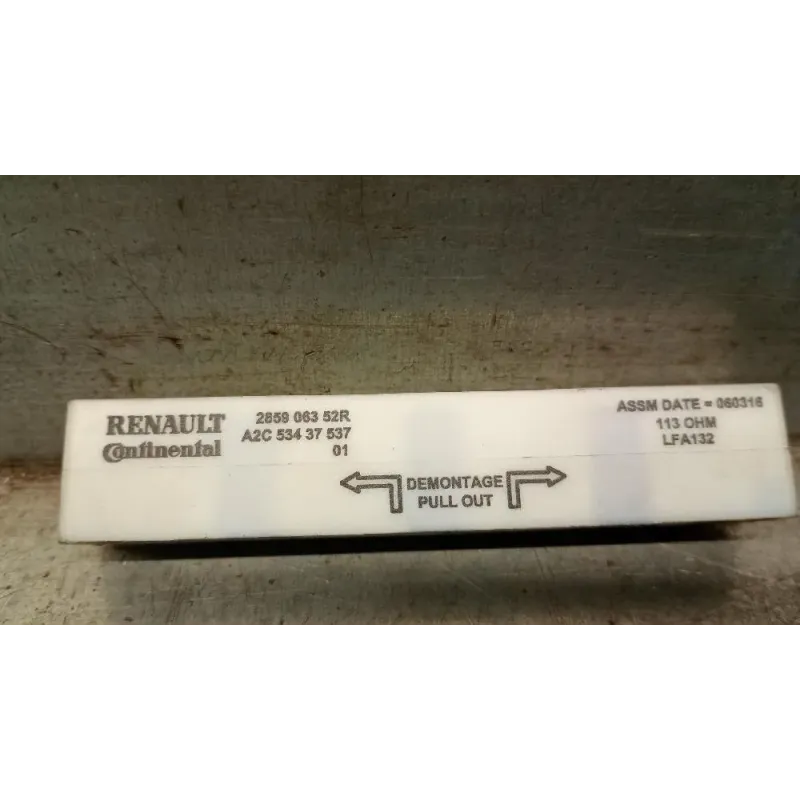 RENAULT
Continental
2859 063 52R
A2C 534 37 537
01
DEMONTAGE
PULL OUT
ASSM DATE = 060316
113 OHM
LFA132